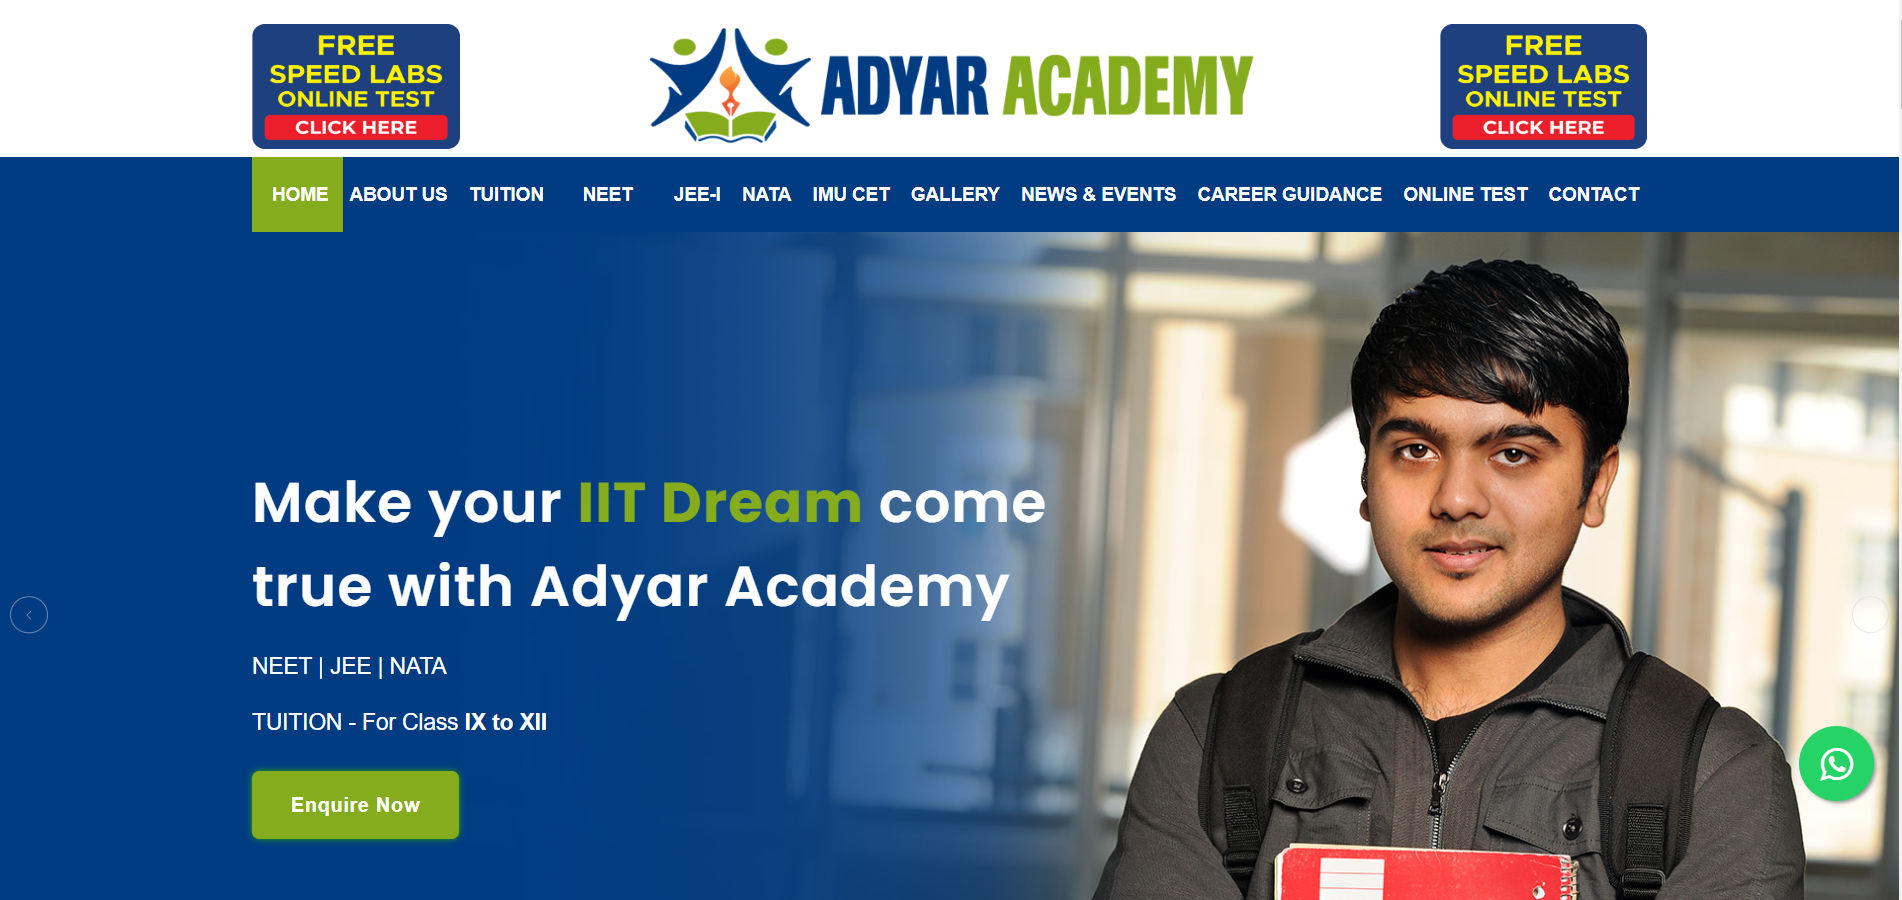 FREE
SPEED LABS
ONLINE TEST
CLICK HERE
ADYAR ACADEMY
FREE
SPEED LABS
ONLINE TEST
CLICK HERE
HOME ABOUT US TUITION NEET JEE-I NATA IMU CET GALLERY NEWS & EVENTS CAREER GUIDANCE ONLINE TEST CONTACT
Make your IIT Dream come
true with Adyar Academy
NEET | JEE | NATA
TUITION - For Class IX to XII
Enquire Now